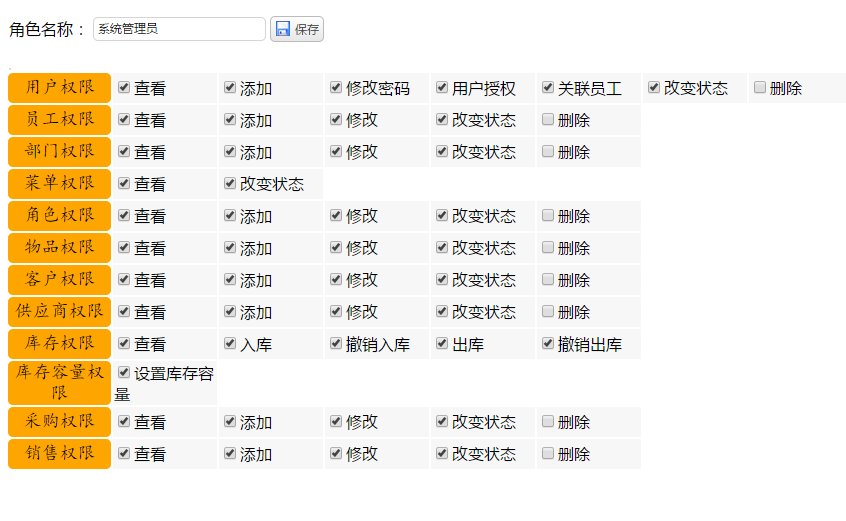 角色名称： 系统管理员 保存
用户权限 查看 添加 修改密码 用户授权 关联员工 改变状态 删除
员工权限 查看 添加 修改 改变状态 删除
部门权限 查看 添加 修改 改变状态 删除
菜单权限 查看 改变状态
角色权限 查看 添加 修改 改变状态 删除
物品权限 查看 添加 修改 改变状态 删除
客户权限 查看 添加 修改 改变状态 删除
供应商权限 查看 添加 修改 改变状态 删除
库存权限 查看 入库 撤销入库 出库 撤销出库
库存容量权 设置库存容
限 量
采购权限 查看 添加 修改 改变状态 删除
销售权限 查看 添加 修改 改变状态 删除